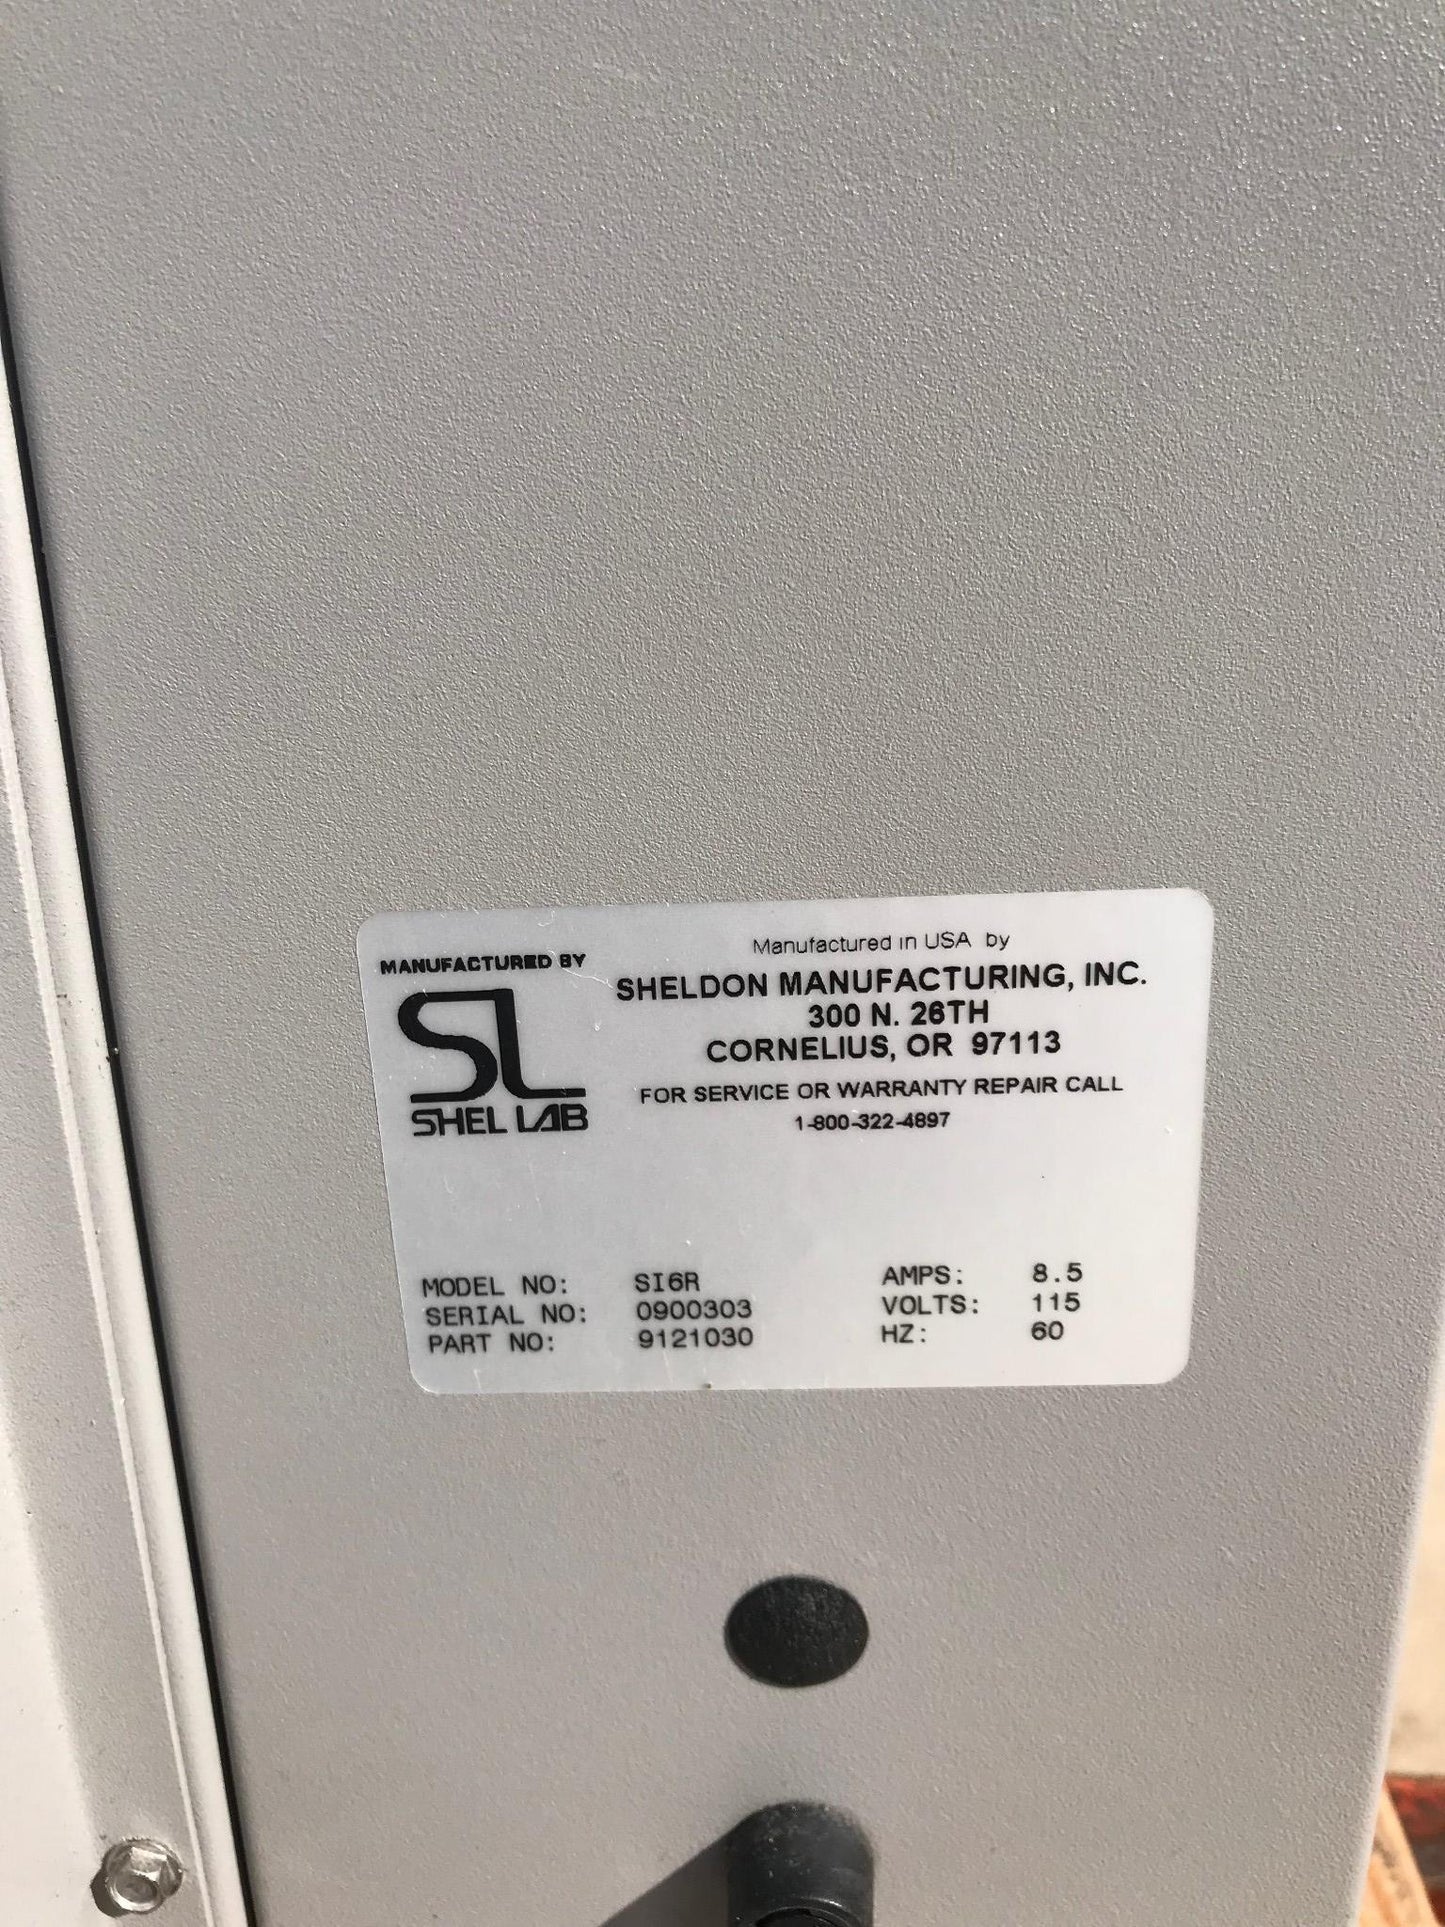 MANUFACTURED BY
SL
SHEL LAB
Manufactured in USA by
SHELDON MANUFACTURING, INC.
300 N. 26TH
CORNELIUS, OR 97113
FOR SERVICE OR WARRANTY REPAIR CALL
1-800-322-4897
MODEL NO: SI6R AMPS: 8.5
SERIAL NO: 0900303 VOLTS: 115
PART NO: 9121030 HZ: 60